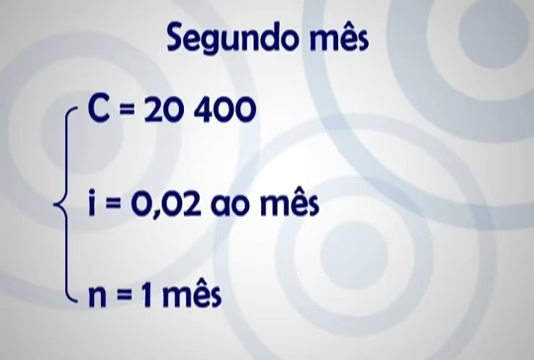 Segundo mês
C = 20 400
i = 0,02 ao mês
n = 1 mês